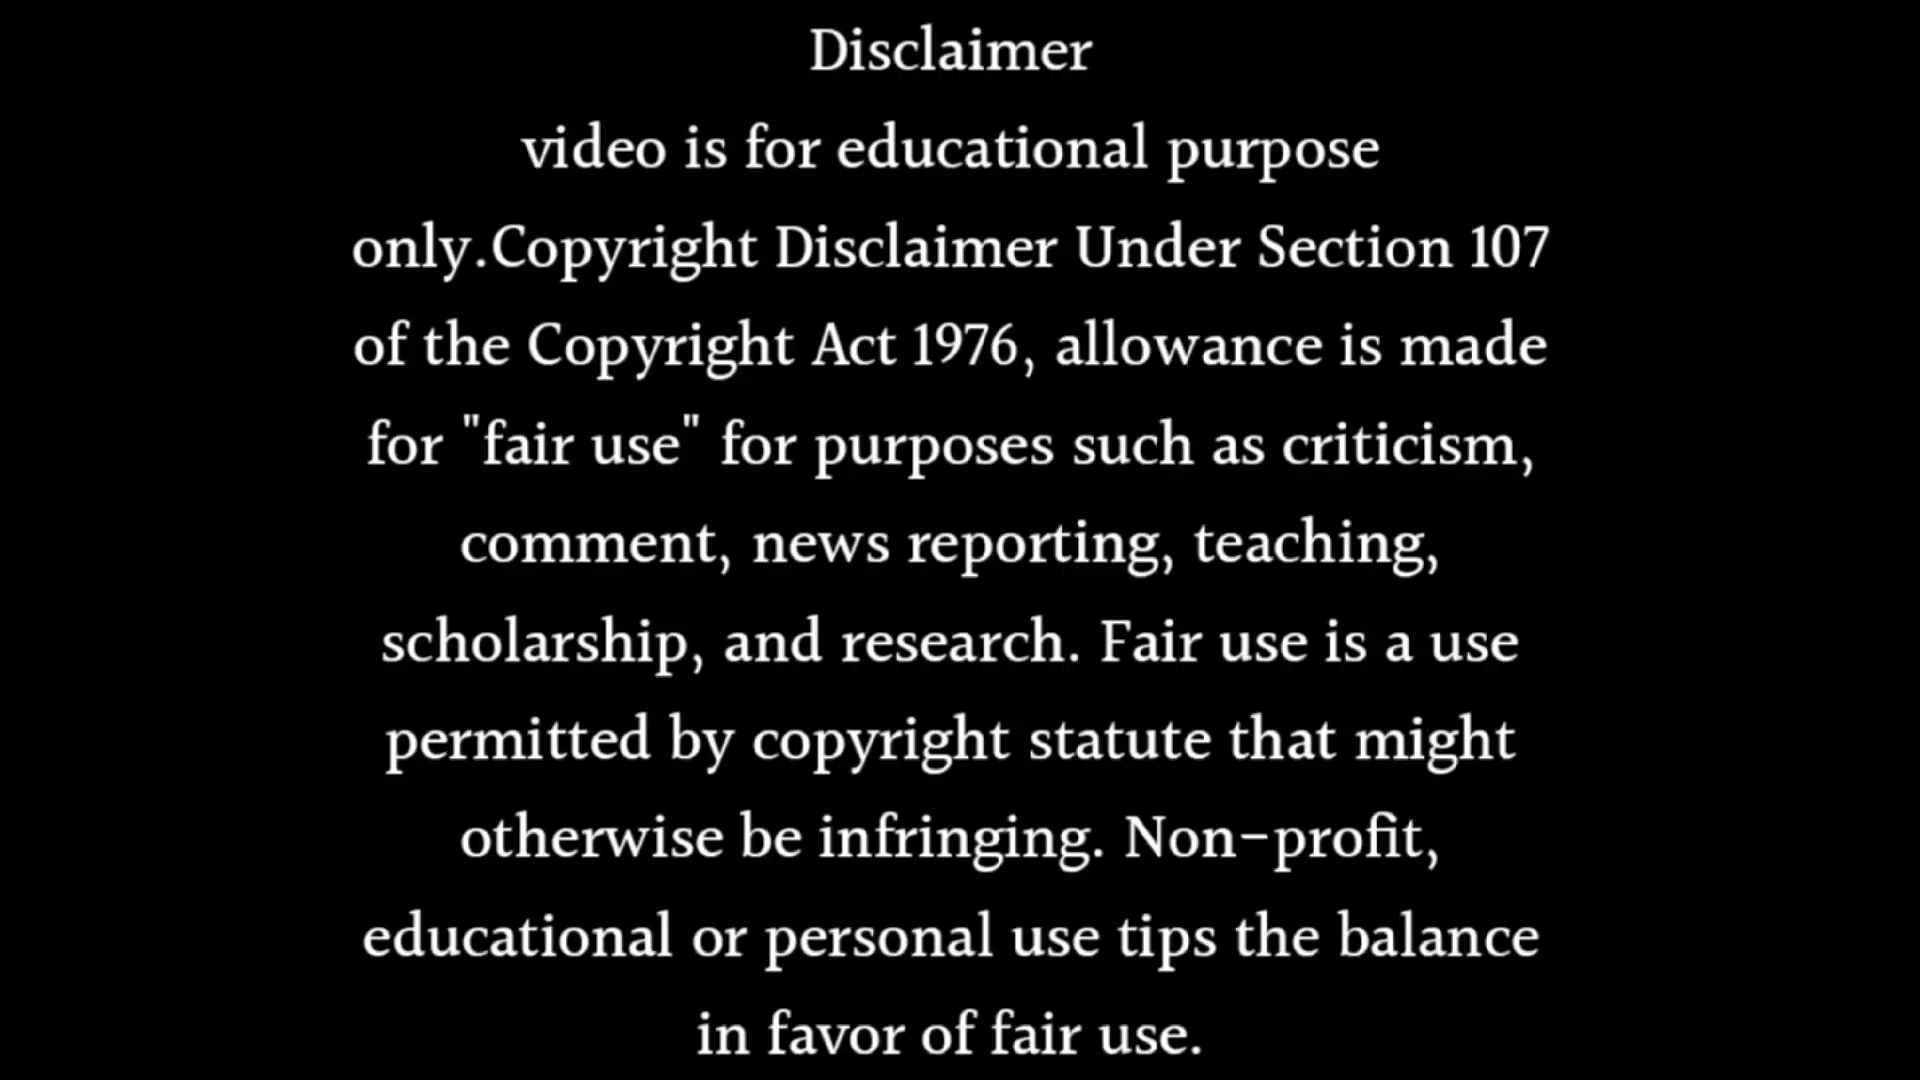 Disclaimer
video is for educational purpose
only.Copyright Disclaimer Under Section 107
of the Copyright Act 1976, allowance is made
for "fair use" for purposes such as criticism,
comment, news reporting, teaching,
scholarship, and research. Fair use is a use
permitted by copyright statute that might
otherwise be infringing. Non-profit,
educational or personal use tips the balance
in favor of fair use.